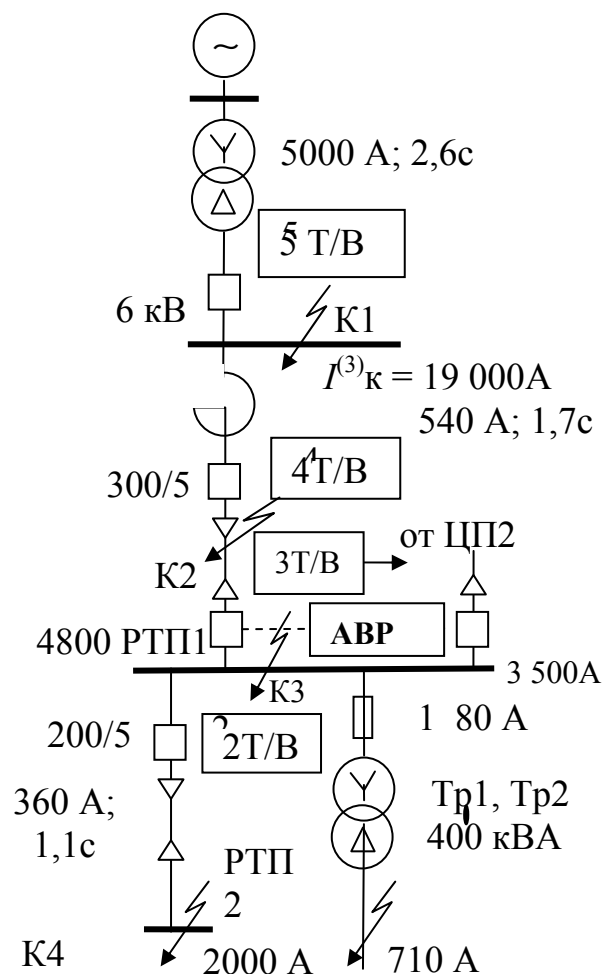 ~
5000 А; 2,6с
5 Т/В
6 кВ
К1
I⁽³⁾к = 19 000А
540 А; 1,7с
4Т/В
300/5
от ЦП2
3Т/В
К2
АВР
4800 РТП1
3 500А
К3
1 80 А
200/5
2Т/В
Тр1, Тр2
400 кВА
360 А;
1,1с
РТП
2
К4
2000 А
710 А